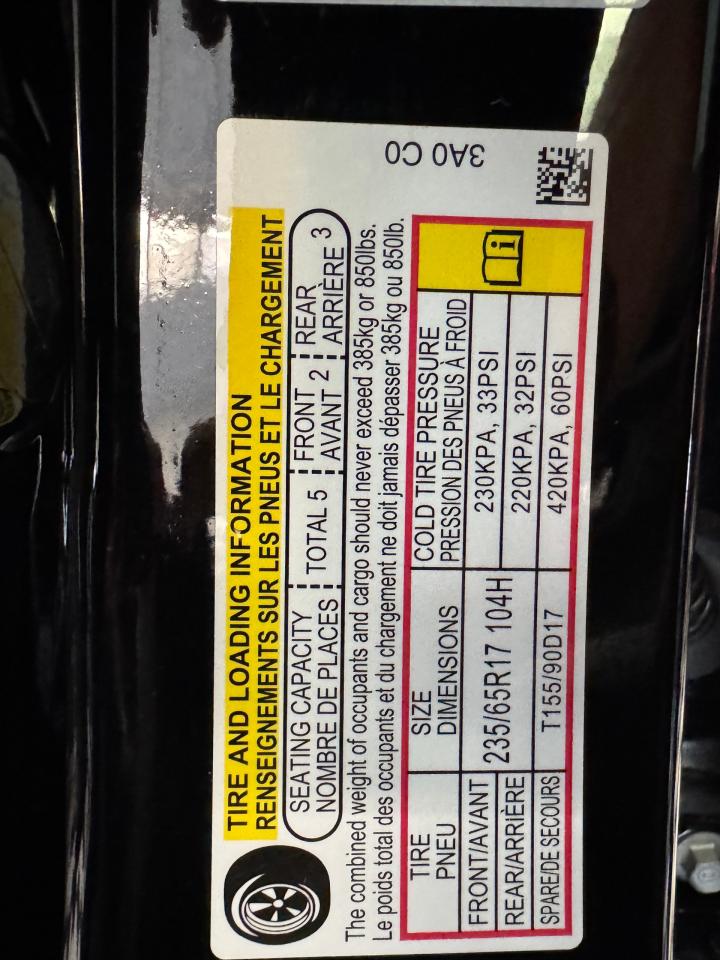 TIRE AND LOADING INFORMATION
RENSEIGNEMENTS SUR LES PNEUS ET LE CHARGEMENT
SEATING CAPACITY TOTAL 5 FRONT 2 REAR 3
NOMBRE DE PLACES AVANT ARRIÈRE
The combined weight of occupants and cargo should never exceed 385kg or 850lbs.
Le poids total des occupants et du chargement ne doit jamais dépasser 385kg ou 850lb.
TIRE SIZE COLD TIRE PRESSURE
PNEU DIMENSIONS PRESSION DES PNEUS À FROID
FRONT/AVANT 235/65R17 104H 230KPA, 33PSI
REAR/ARRIÈRE 220KPA, 32PSI
SPARE/DE SECOURS T155/90D17 420KPA, 60PSI
3A0 C0